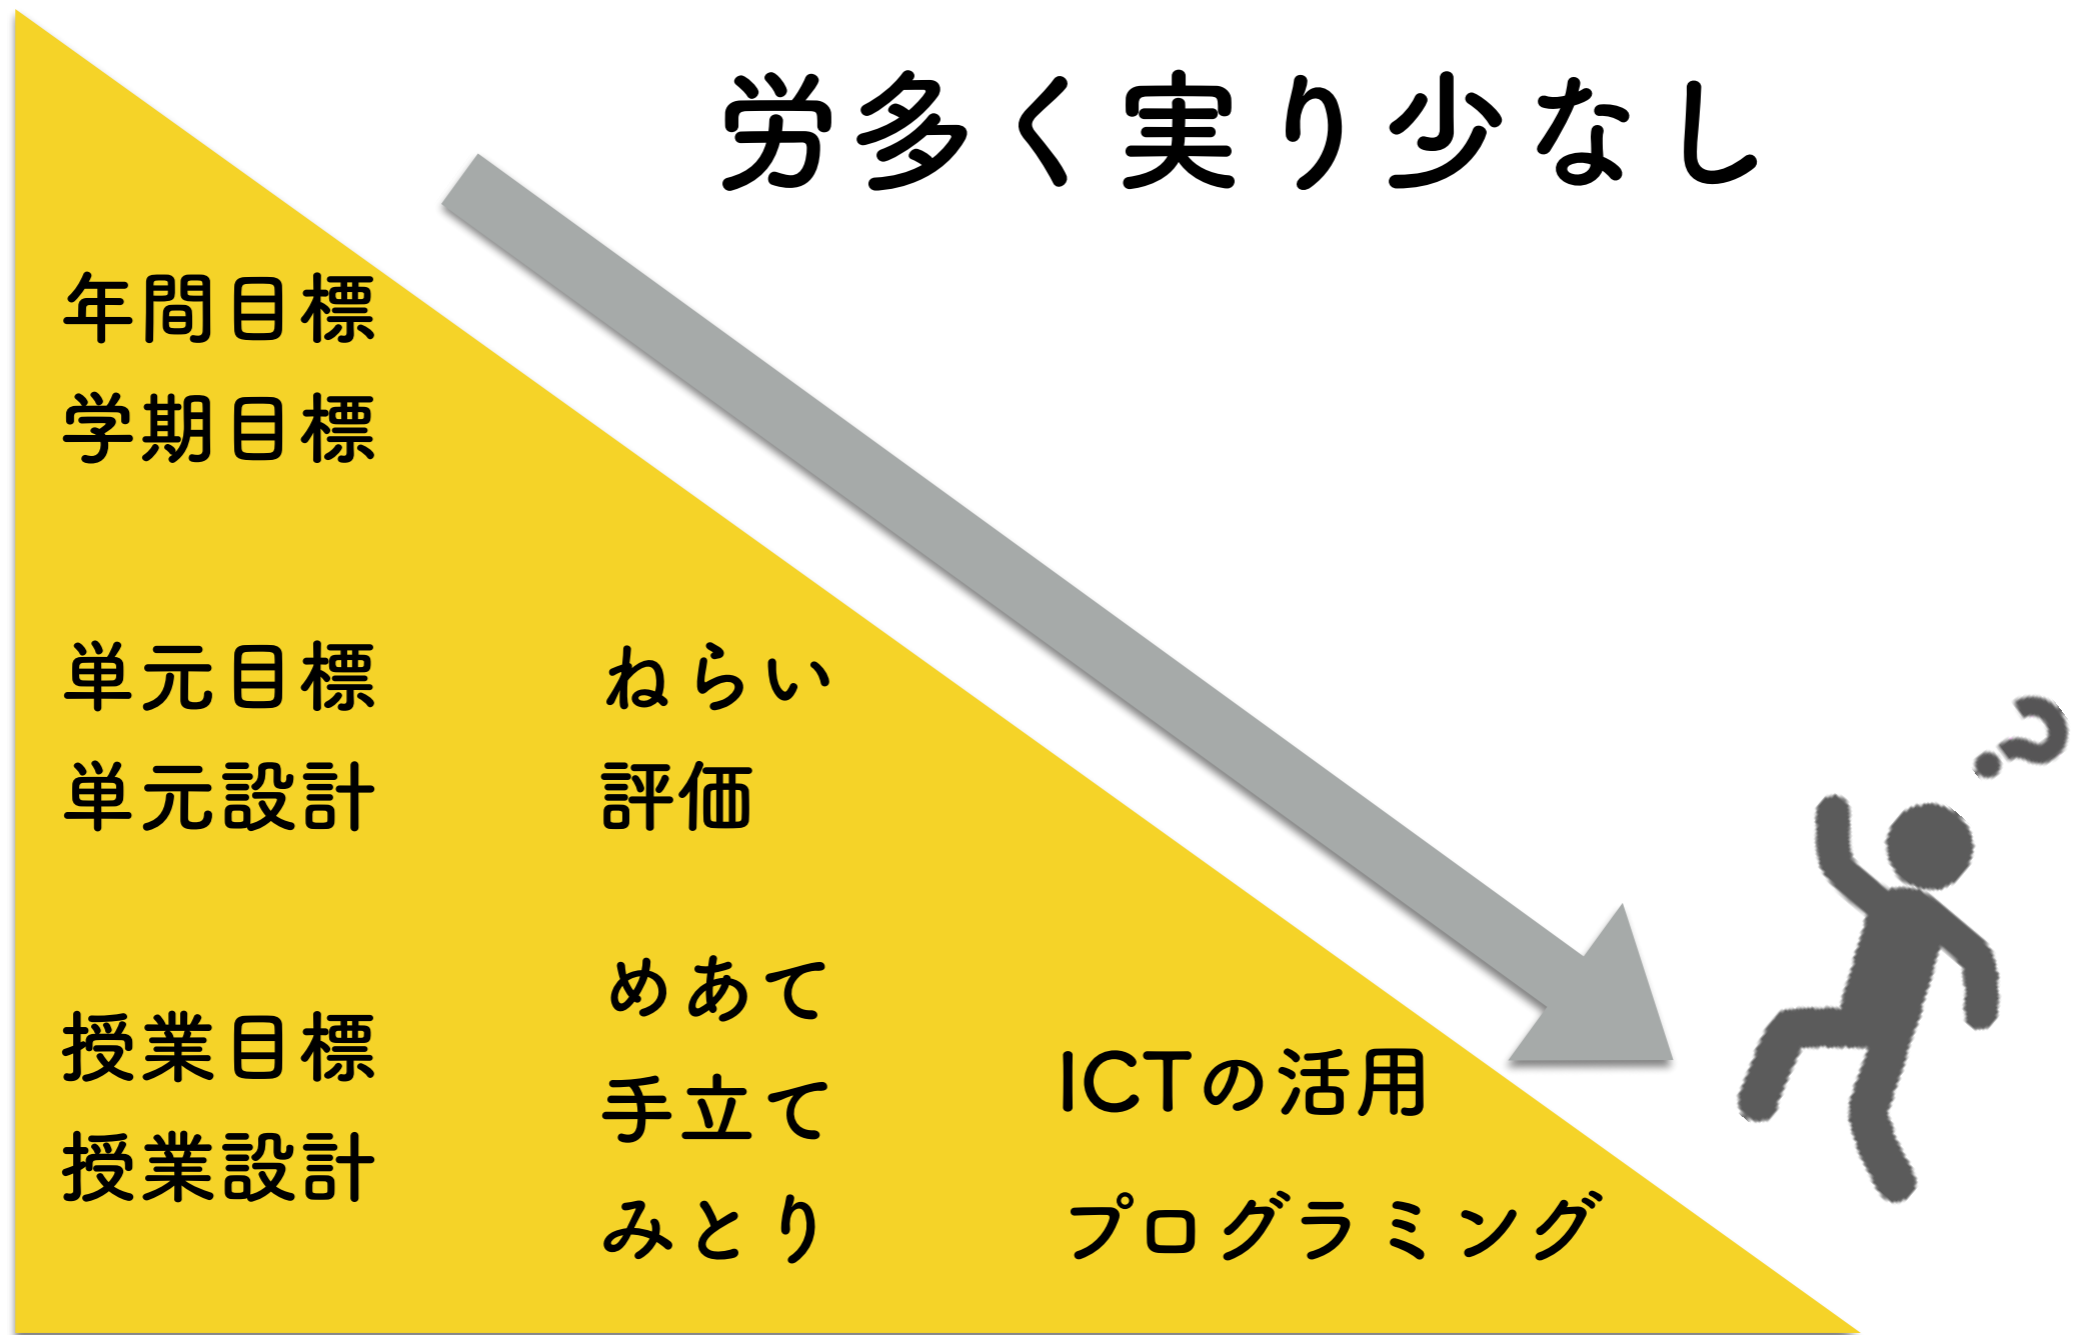 労多く実り少なし
年間目標
学期目標
単元目標
単元設計
ねらい
評価
授業目標
授業設計
めあて
手立て
みとり
ICTの活用
プログラミング
?